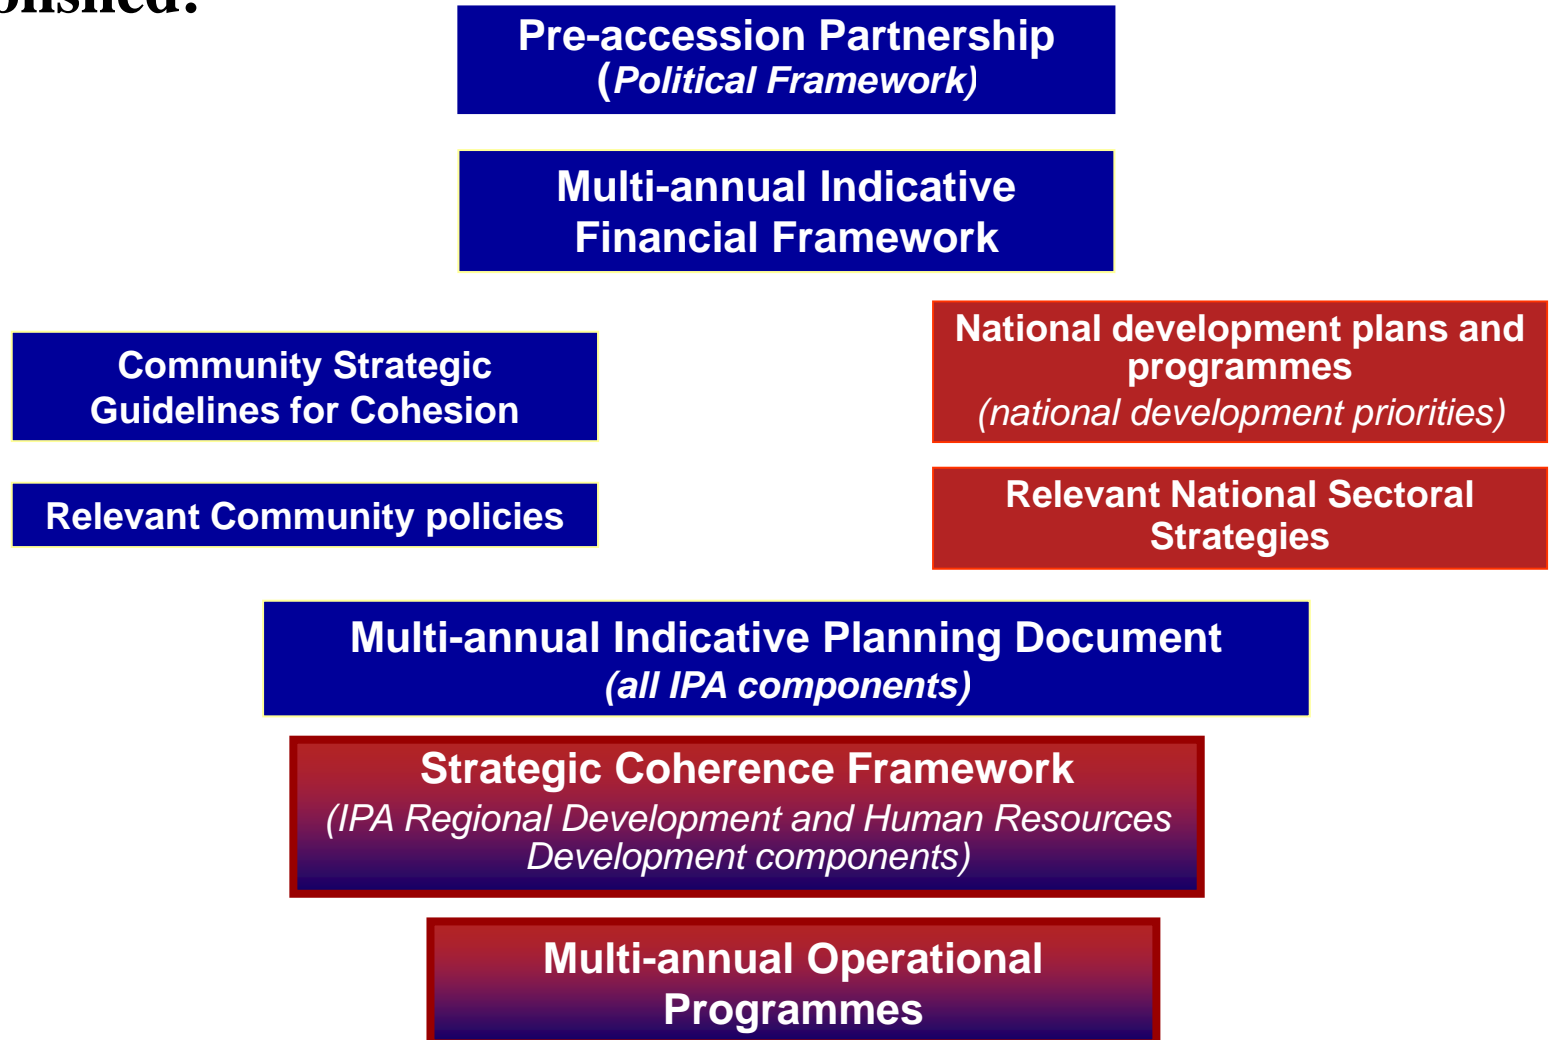 Pre-accession Partnership
(Political Framework)
Multi-annual Indicative
Financial Framework
Community Strategic
Guidelines for Cohesion
National development plans and
programmes
(national development priorities)
Relevant Community policies
Relevant National Sectoral
Strategies
Multi-annual Indicative Planning Document
(all IPA components)
Strategic Coherence Framework
(IPA Regional Development and Human Resources
Development components)
Multi-annual Operational
Programmes